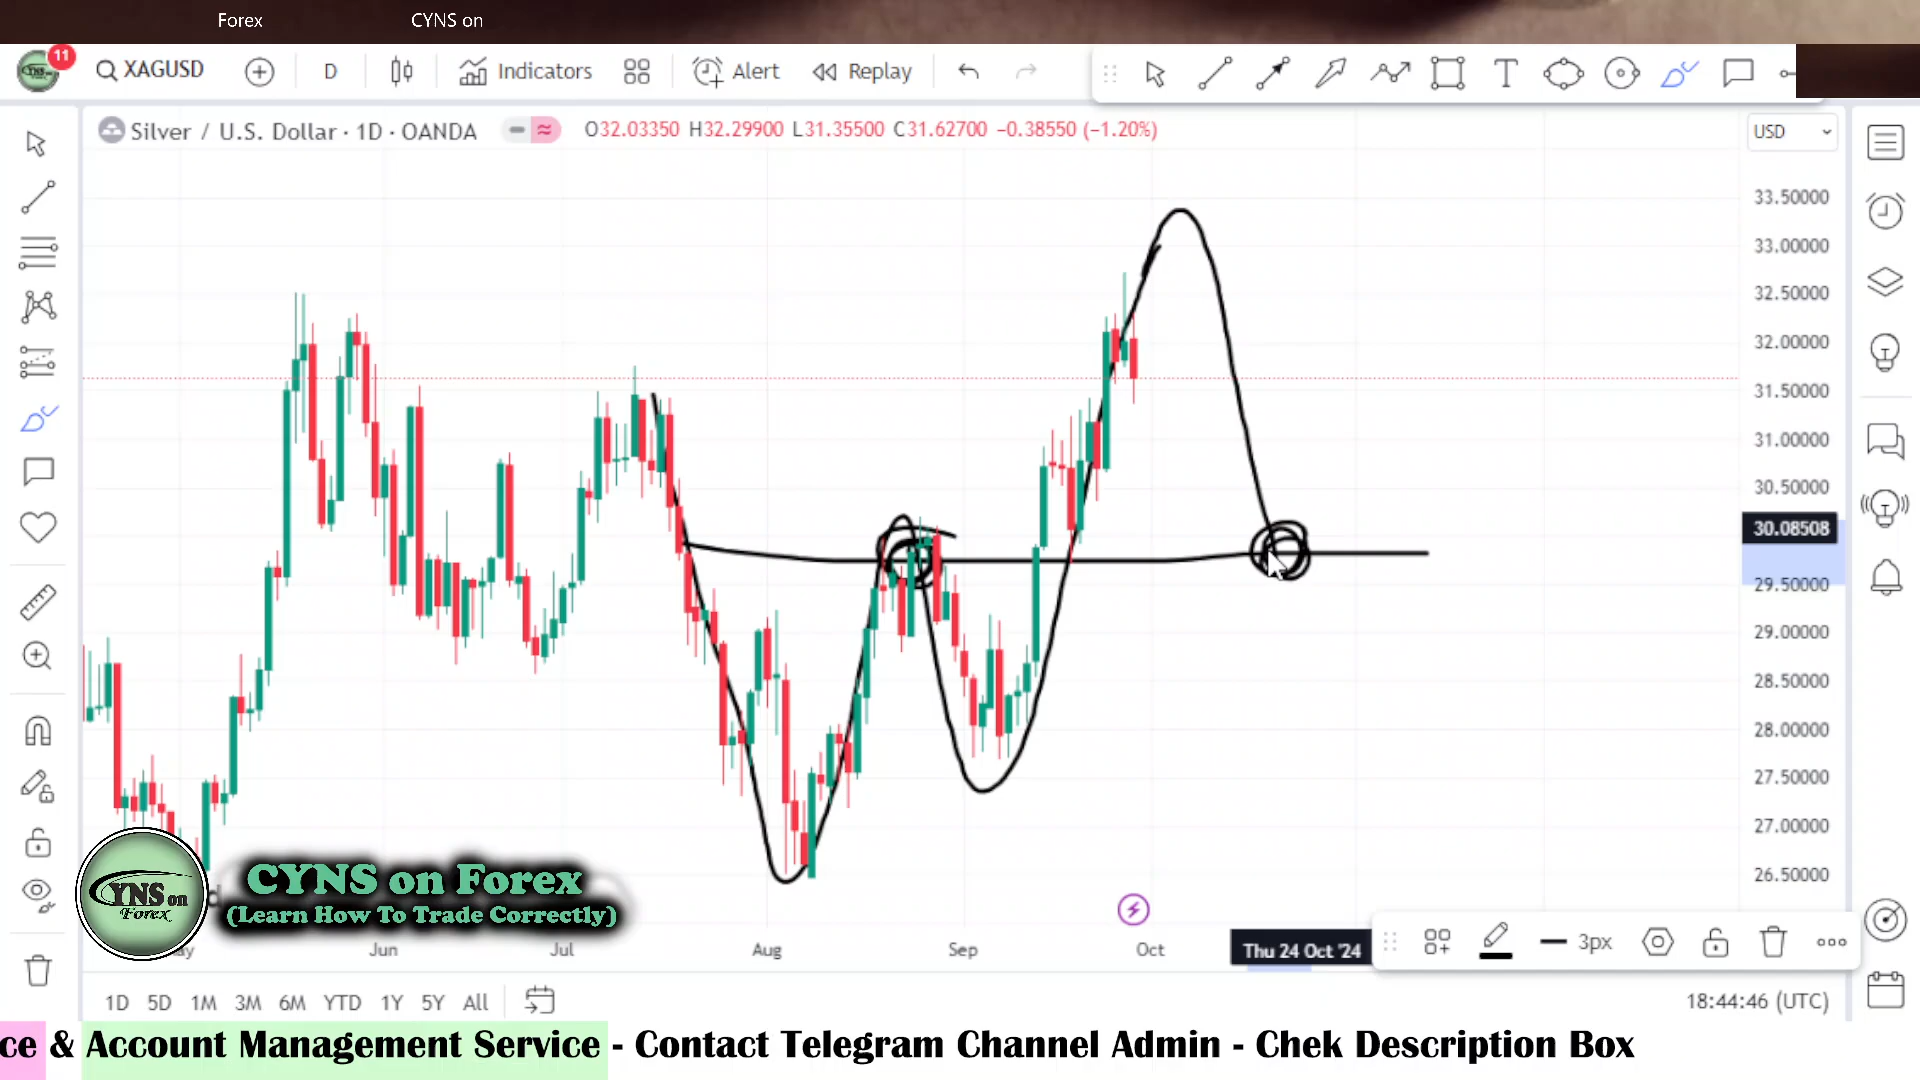 Forex CYNS on
11 XAGUSD D Indicators Alert Replay
Silver / U.S. Dollar · 1D · OANDA O32.03350 H32.29900 L31.35500 C31.62700 −0.38550 (−1.20%) USD
33.50000
33.00000
32.50000
32.00000
31.50000
31.00000
30.50000
30.08508
29.50000
29.00000
28.50000
28.00000
27.50000
27.00000
26.50000
YNS on
Forex
CYNS on Forex
(Learn How To Trade Correctly)
Jun Jul Aug Sep Oct Thu 24 Oct '24 3px
1D 5D 1M 3M 6M YTD 1Y 5Y All 18:44:46 (UTC)
ce & Account Management Service - Contact Telegram Channel Admin - Chek Description Box